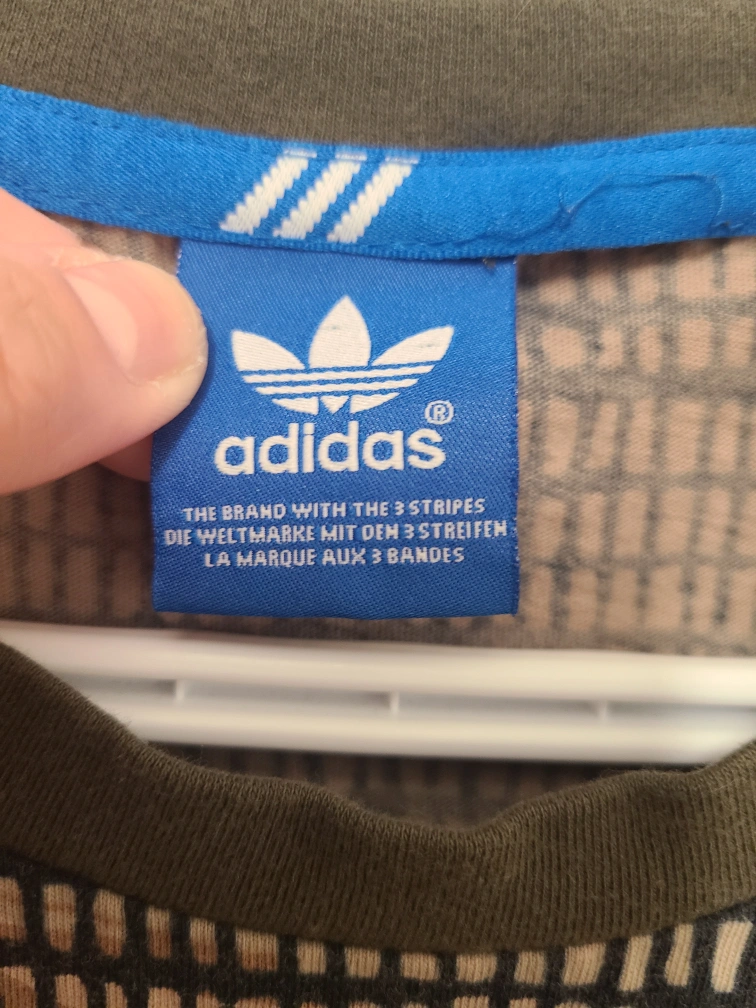 ®
adidas
THE BRAND WITH THE 3 STRIPES
DIE WELTMARKE MIT DEN 3 STREIFEN
LA MARQUE AUX 3 BANDES